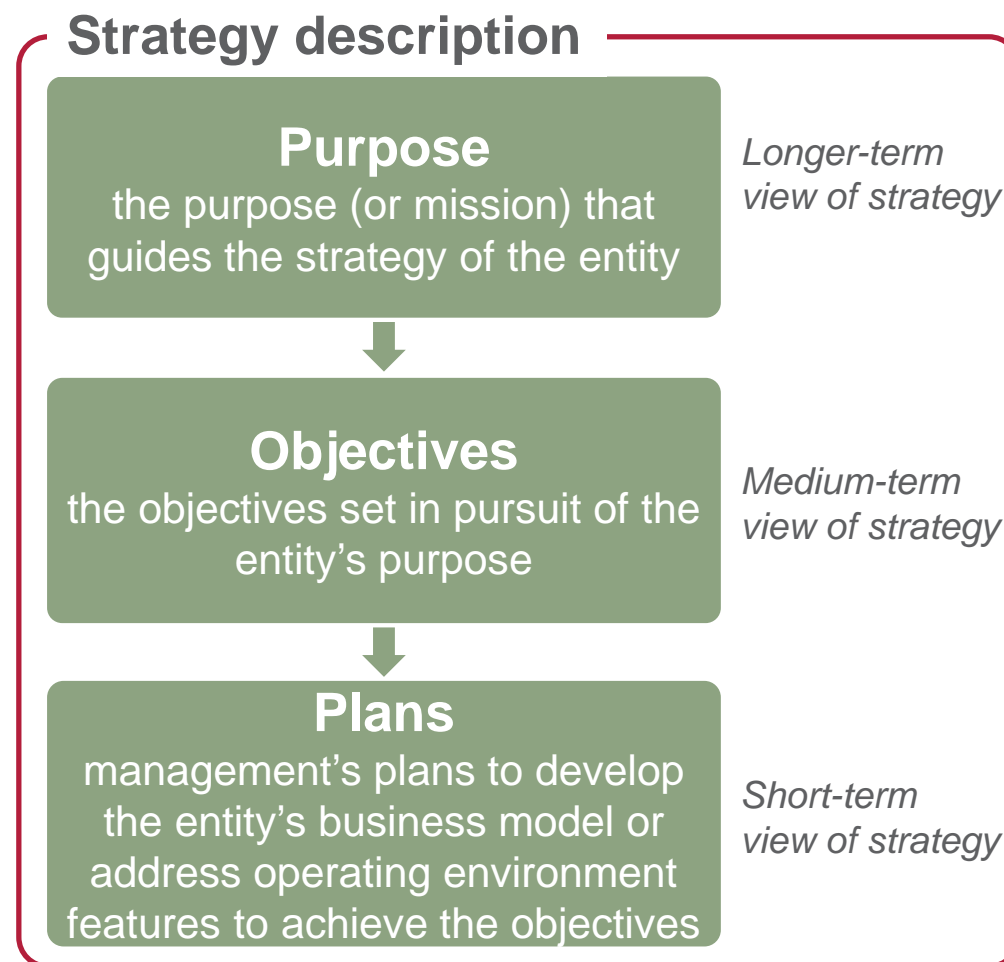 Strategy description
Purpose
the purpose (or mission) that
guides the strategy of the entity
Longer-term
view of strategy
Objectives
the objectives set in pursuit of the
entity’s purpose
Medium-term
view of strategy
Plans
management’s plans to develop
the entity’s business model or
address operating environment
features to achieve the objectives
Short-term
view of strategy